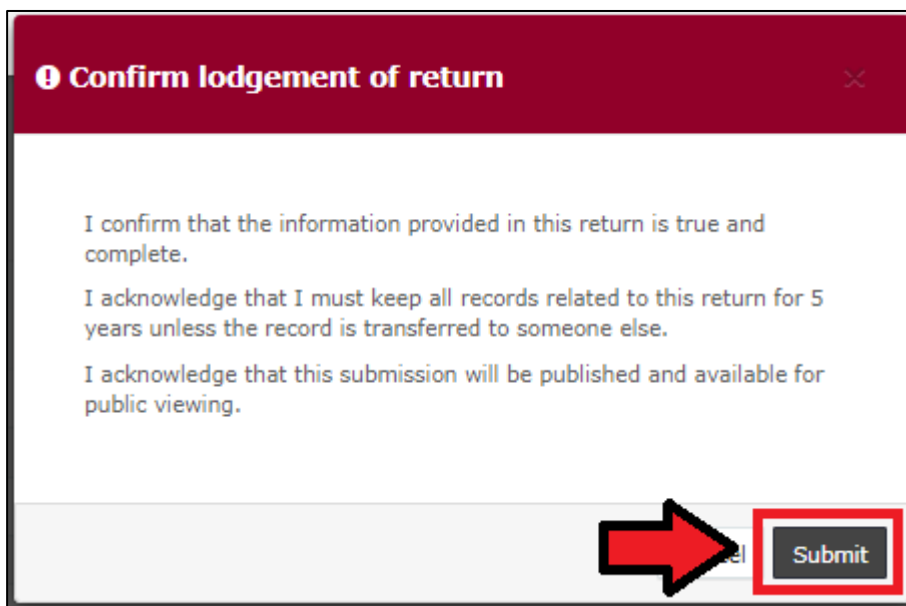 Confirm lodgement of return
I confirm that the information provided in this return is true and
complete.
I acknowledge that I must keep all records related to this return for 5
years unless the record is transferred to someone else.
I acknowledge that this submission will be published and available for
public viewing.
Submit